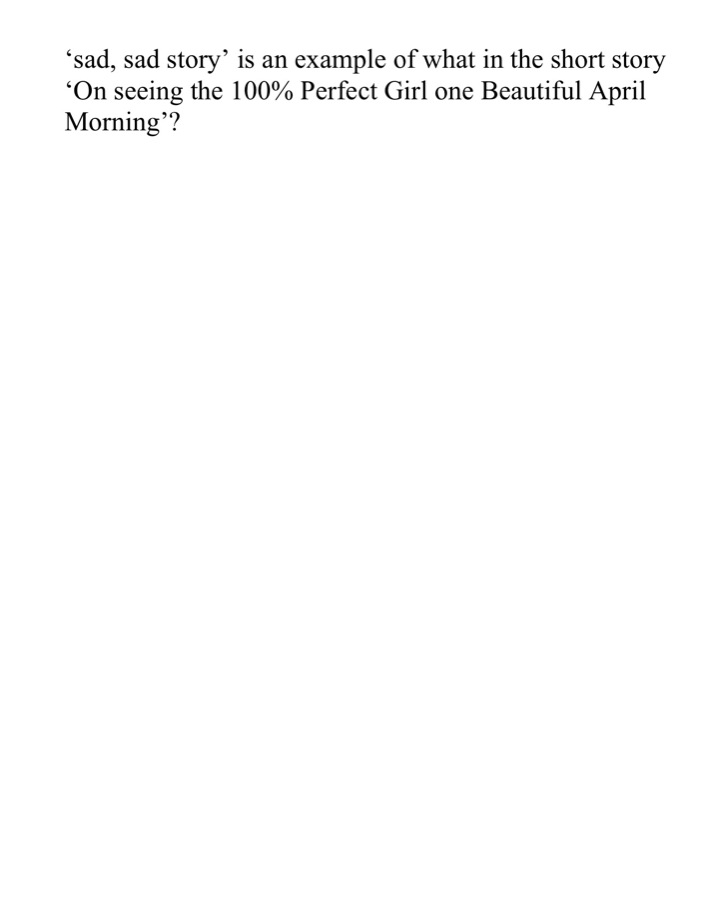 ‘sad, sad story’ is an example of what in the short story
‘On seeing the 100% Perfect Girl one Beautiful April
Morning’?